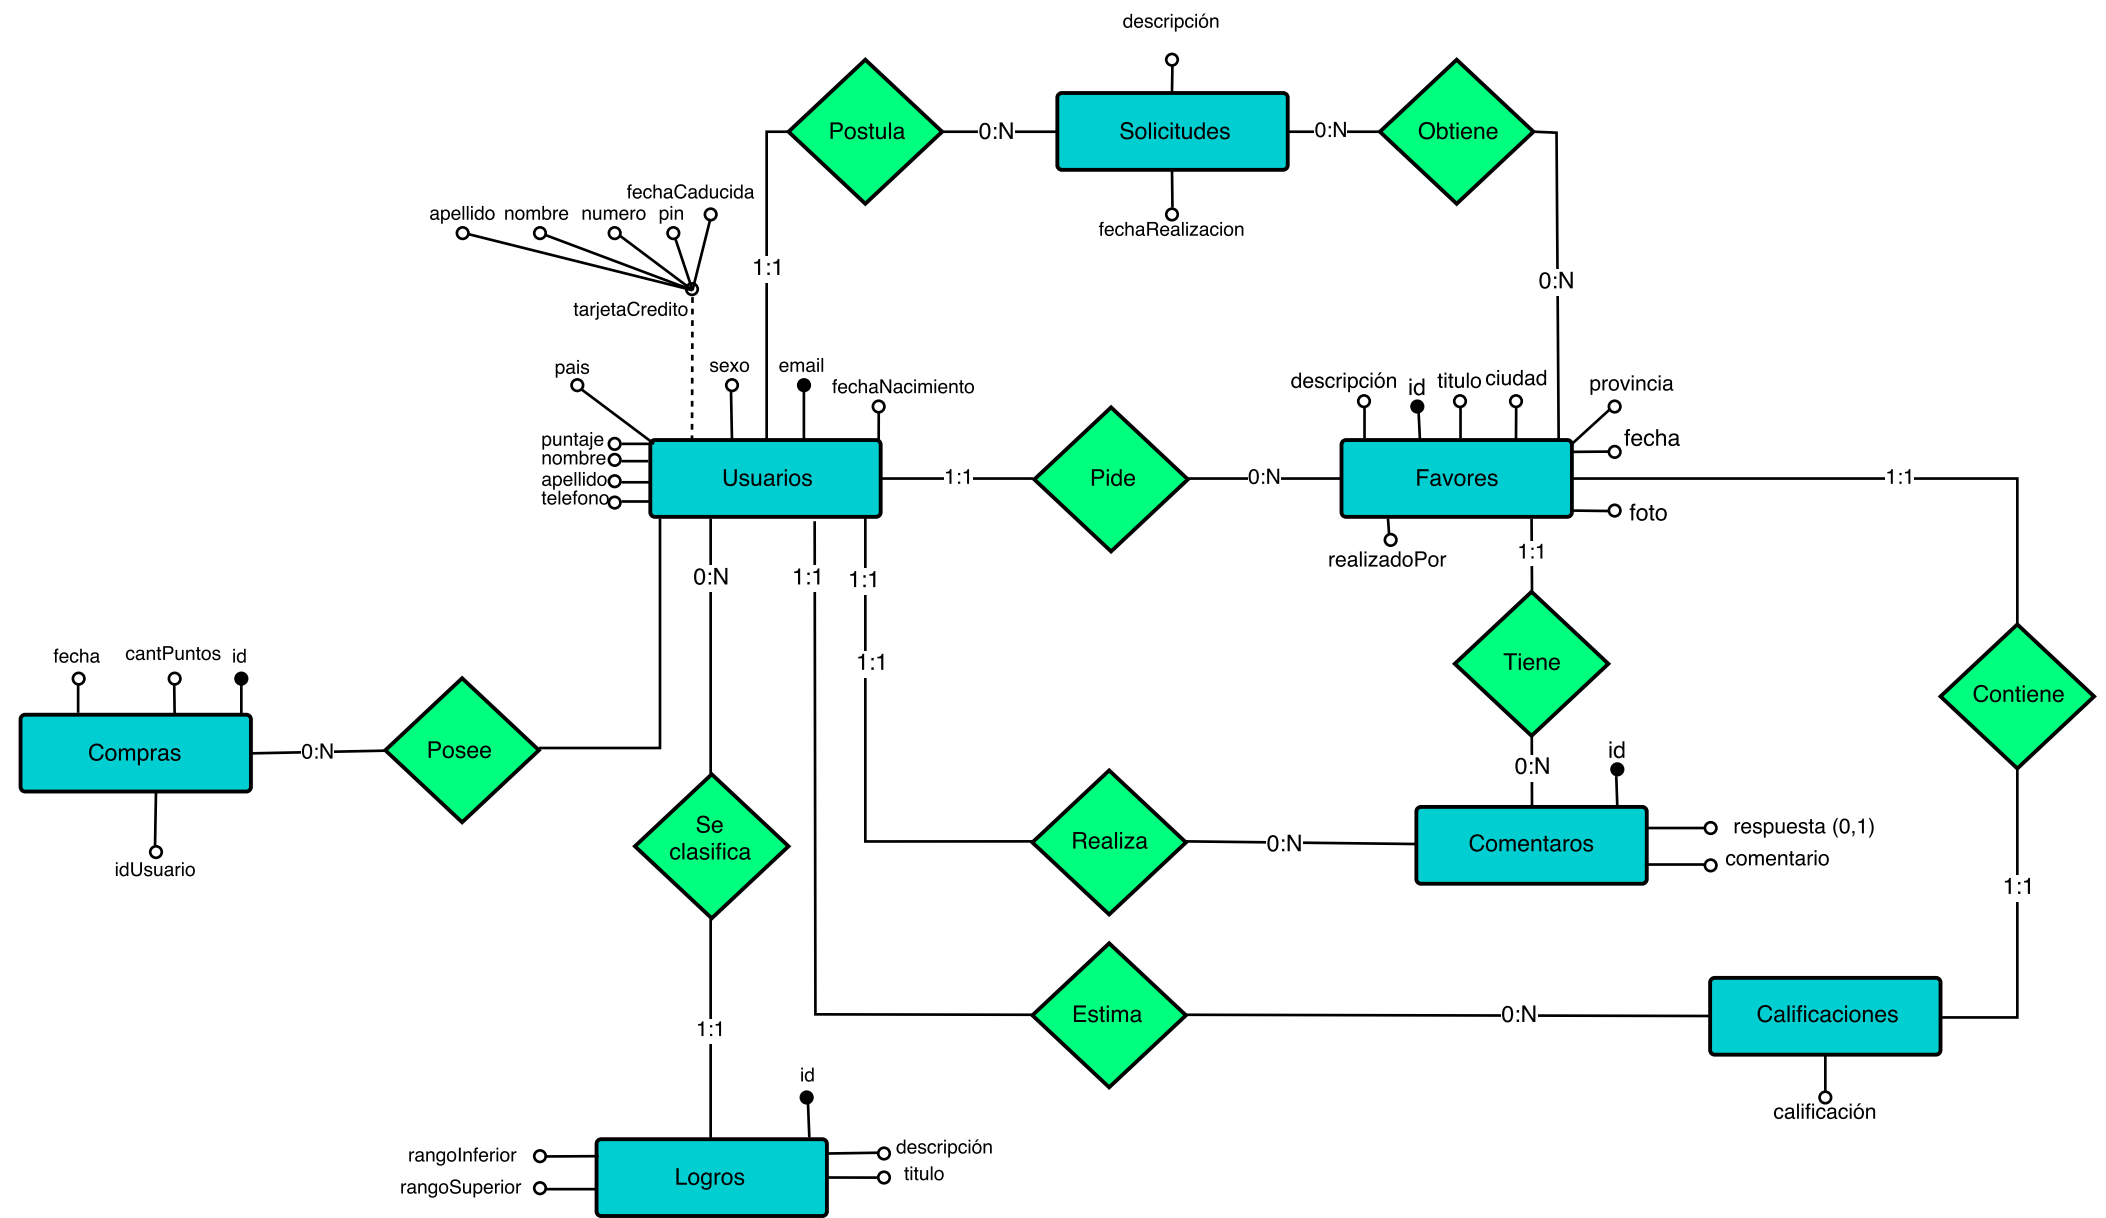 descripción
Postula
0:N
Solicitudes
0:N
Obtiene
fechaCaducida
apellido
nombre
numero
pin
fechaRealizacion
1:1
0:N
tarjetaCredito
pais
sexo
email
fechaNacimiento
descripción
id
titulo
ciudad
provincia
puntaje
nombre
apellido
telefono
Usuarios
1:1
Pide
0:N
Favores
fecha
1:1
foto
realizadoPor
0:N
1:1
1:1
1:1
fecha
cantPuntos
id
1:1
Tiene
Contiene
Compras
0:N
Posee
0:N
id
Se
clasifica
Realiza
0:N
Comentaros
respuesta (0,1)
comentario
idUsuario
1:1
1:1
Estima
0:N
Calificaciones
id
calificación
rangoInferior
rangoSuperior
Logros
descripción
titulo